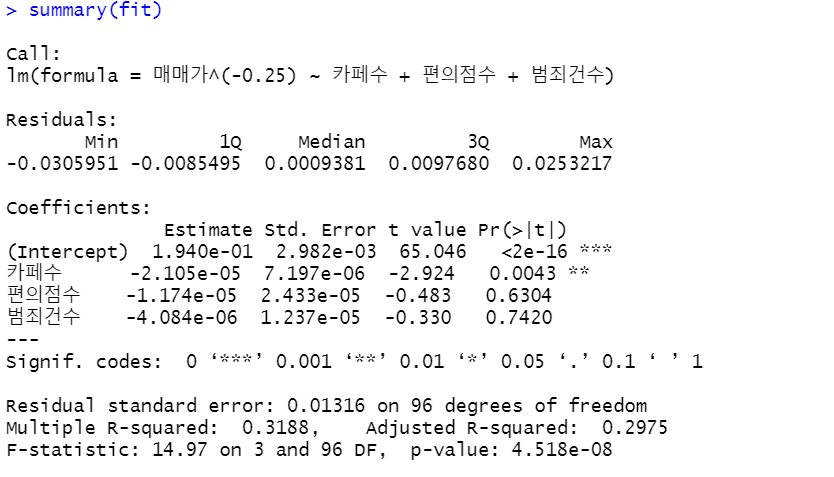 > summary(fit)
Call:
lm(formula = 매매가^(-0.25) ~ 카페수 + 편의점수 + 범죄건수)
Residuals:
Min 1Q Median 3Q Max
-0.0305951 -0.0085495 0.0009381 0.0097680 0.0253217
Coefficients:
Estimate Std. Error t value Pr(>|t|)
(Intercept) 1.940e-01 2.982e-03 65.046 <2e-16 ***
카페수 -2.105e-05 7.197e-06 -2.924 0.0043 **
편의점수 -1.174e-05 2.433e-05 -0.483 0.6304
범죄건수 -4.084e-06 1.237e-05 -0.330 0.7420
---
Signif. codes: 0 ‘***’ 0.001 ‘**’ 0.01 ‘*’ 0.05 ‘.’ 0.1 ‘ ’ 1
Residual standard error: 0.01316 on 96 degrees of freedom
Multiple R-squared: 0.3188, Adjusted R-squared: 0.2975
F-statistic: 14.97 on 3 and 96 DF, p-value: 4.518e-08